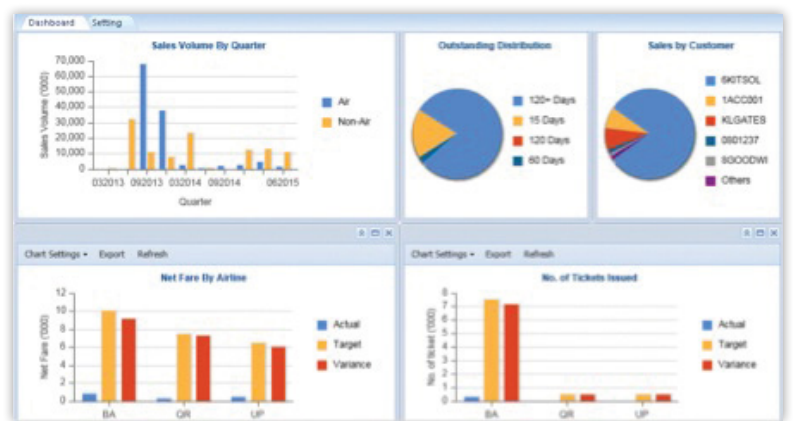 Dashboard Setting
Sales Volume By Quarter
Sales Volume ('000)
70,000
60,000
50,000
40,000
30,000
20,000
10,000
0
032013 092013 032014 092014 062015
Quarter
Air
Non-Air
Outstanding Distribution
120+ Days
15 Days
120 Days
60 Days
Sales by Customer
6KITSOL
1ACC001
KLGATES
0801237
8GOODWI
Others
Chart Settings Export Refresh
Net Fare By Airline
Net Fare ('000)
12
10
8
6
4
2
0
BA QR UP
Actual
Target
Variance
Chart Settings Export Refresh
No. of Tickets Issued
No. of ticket ('000)
8
7
6
5
4
3
2
1
0
BA QR UP
Actual
Target
Variance